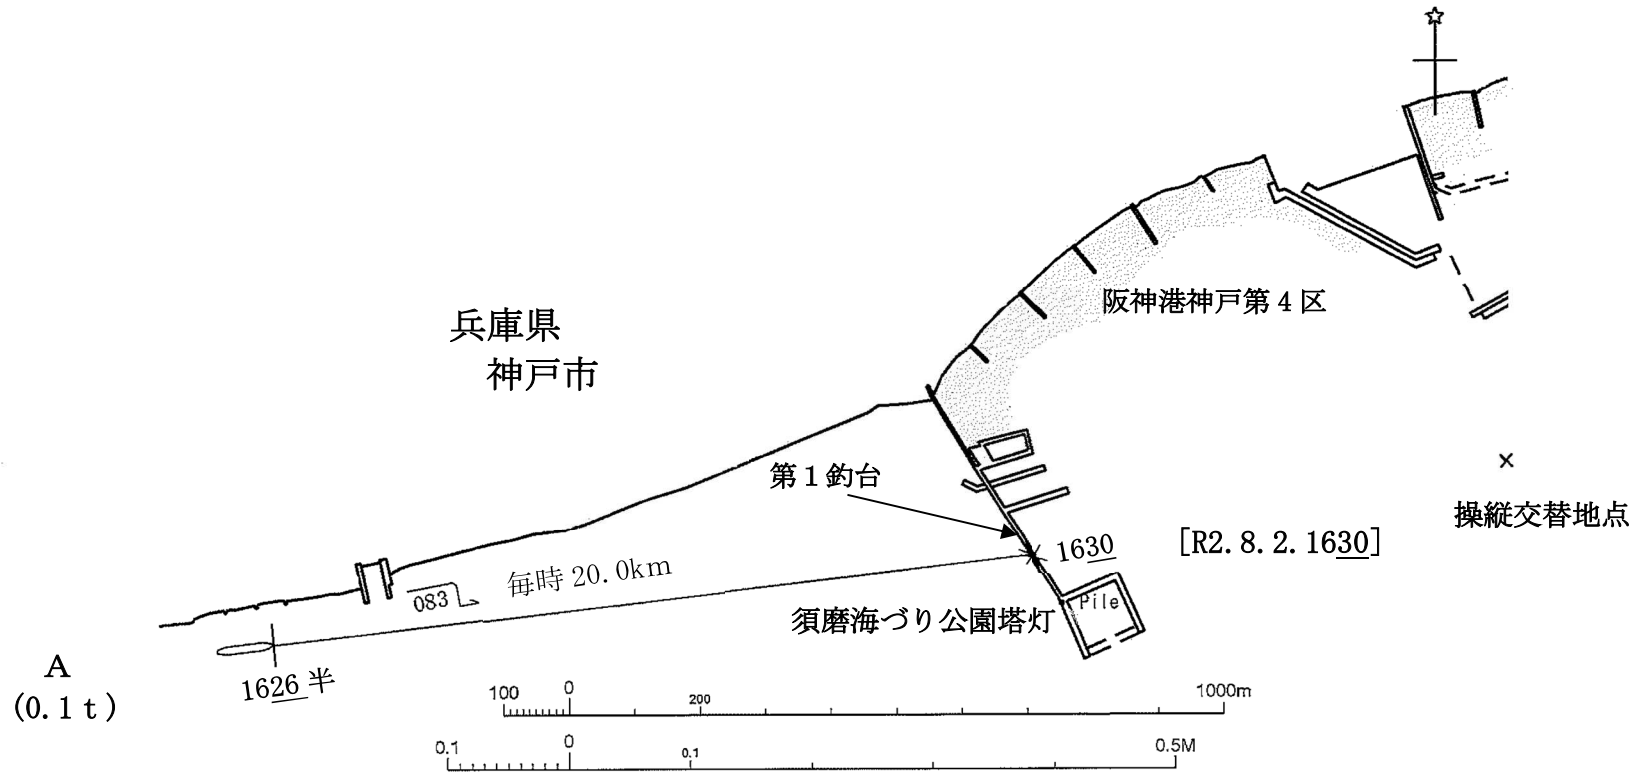 兵庫県
神戸市
阪神港神戸第4区
第1釣台
操縦交替地点
1630
[R2.8.2.1630]
毎時20.0km
083
須磨海づり公園塔灯
Pile
A
(0.1t)
1626半
100 0 200 1000m
0.1 0 0.1 0.5M